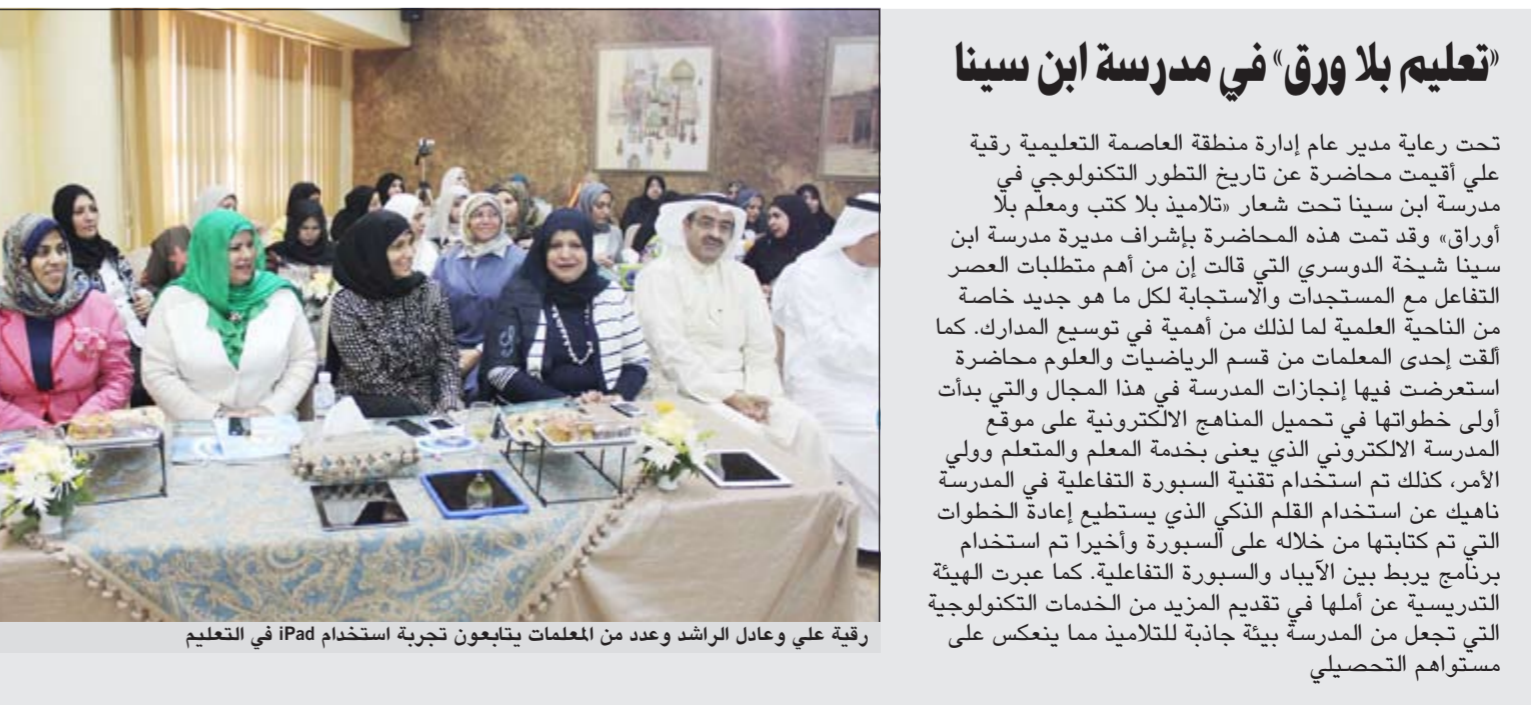 «تعليم بلا ورق» في مدرسة ابن سينا
تحت رعاية مدير عام إدارة منطقة العاصمة التعليمية رقية
علي أقيمت محاضرة عن تاريخ التطور التكنولوجي في
مدرسة ابن سينا تحت شعار «تلاميذ بلا كتب ومعلم بلا
أوراق» وقد تمت هذه المحاضرة بإشراف مديرة مدرسة ابن
سينا شيخة الدوسري التي قالت إن من أهم متطلبات العصر
التفاعل مع المستجدات والاستجابة لكل ما هو جديد خاصة
من الناحية العلمية لما لذلك من أهمية في توسيع المدارك. كما
ألقت إحدى المعلمات من قسم الرياضيات والعلوم محاضرة
استعرضت فيها إنجازات المدرسة في هذا المجال والتي بدأت
أولى خطواتها في تحميل المناهج الالكترونية على موقع
المدرسة الالكتروني الذي يعنى بخدمة المعلم والمتعلم وولي
الأمر، كذلك تم استخدام تقنية السبورة التفاعلية في المدرسة
ناهيك عن استخدام القلم الذكي الذي يستطيع إعادة الخطوات
التي تم كتابتها من خلاله على السبورة وأخيرا تم استخدام
برنامج يربط بين الآيباد والسبورة التفاعلية. كما عبرت الهيئة
التدريسية عن أملها في تقديم المزيد من الخدمات التكنولوجية
التي تجعل من المدرسة بيئة جاذبة للتلاميذ مما ينعكس على
مستواهم التحصيلي
رقية علي وعادل الراشد وعدد من المعلمات يتابعون تجربة استخدام iPad في التعليم